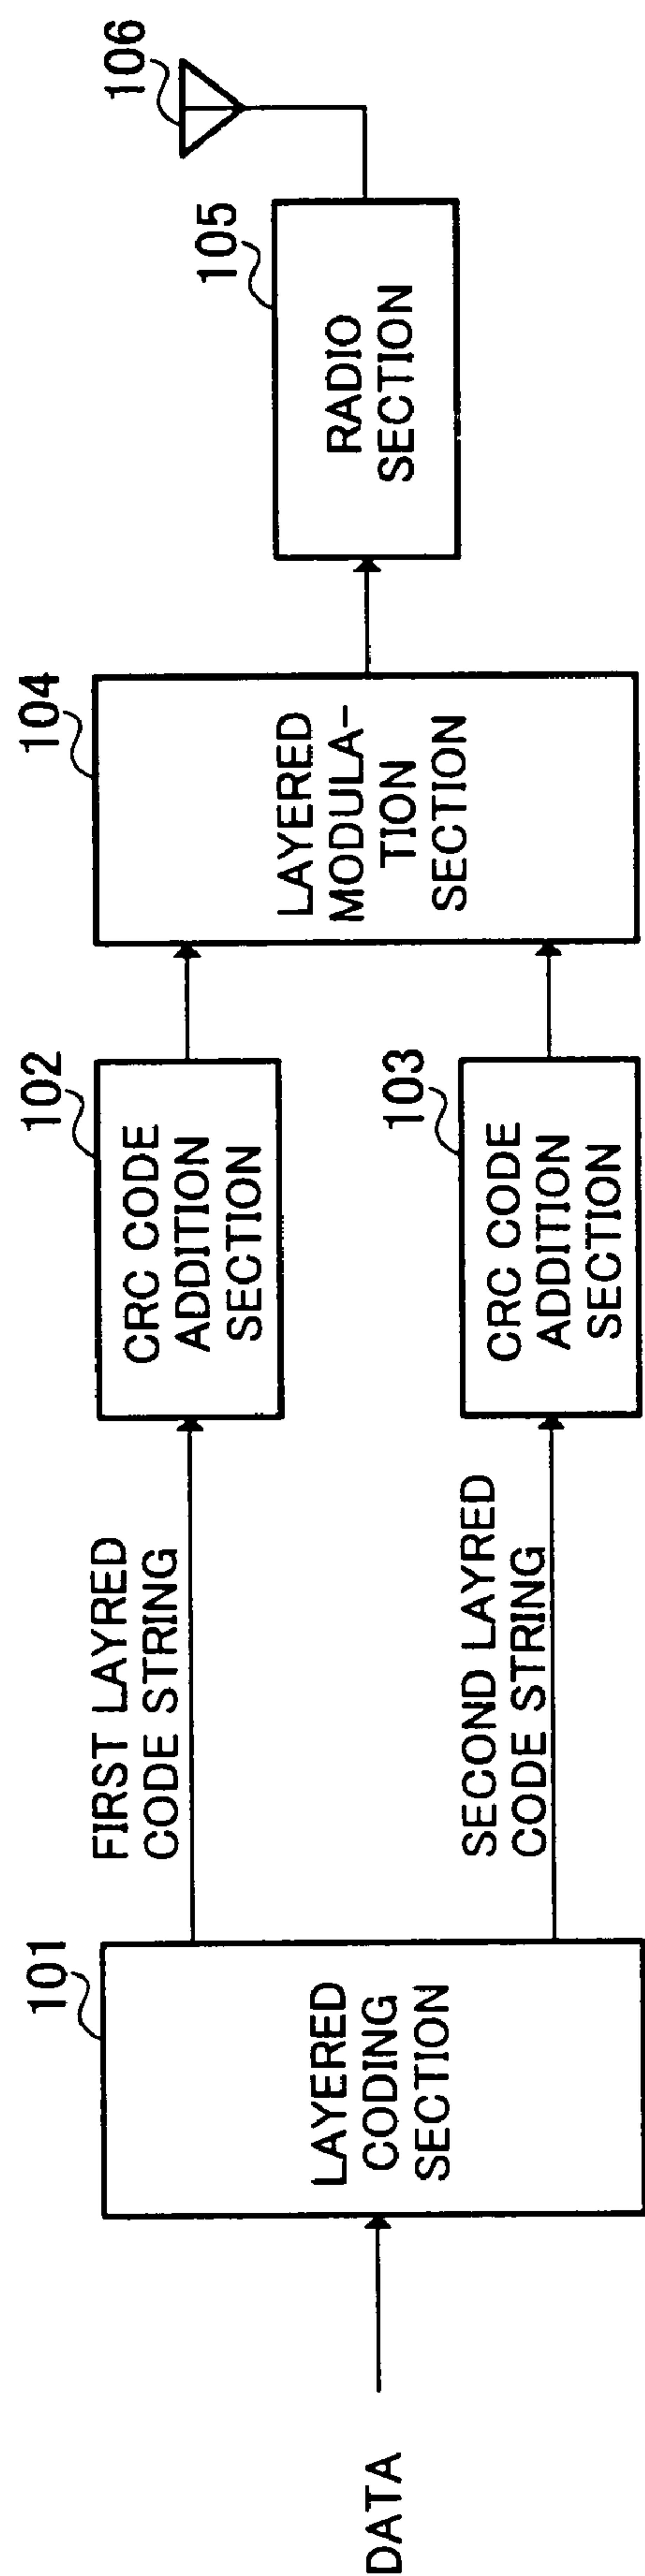 DATA
101
LAYERED
CODING
SECTION
FIRST LAYRED
CODE STRING
SECOND LAYRED
CODE STRING
102
CRC CODE
ADDITION
SECTION
103
CRC CODE
ADDITION
SECTION
104
LAYERED
MODULA-
TION
SECTION
105
RADIO
SECTION
106